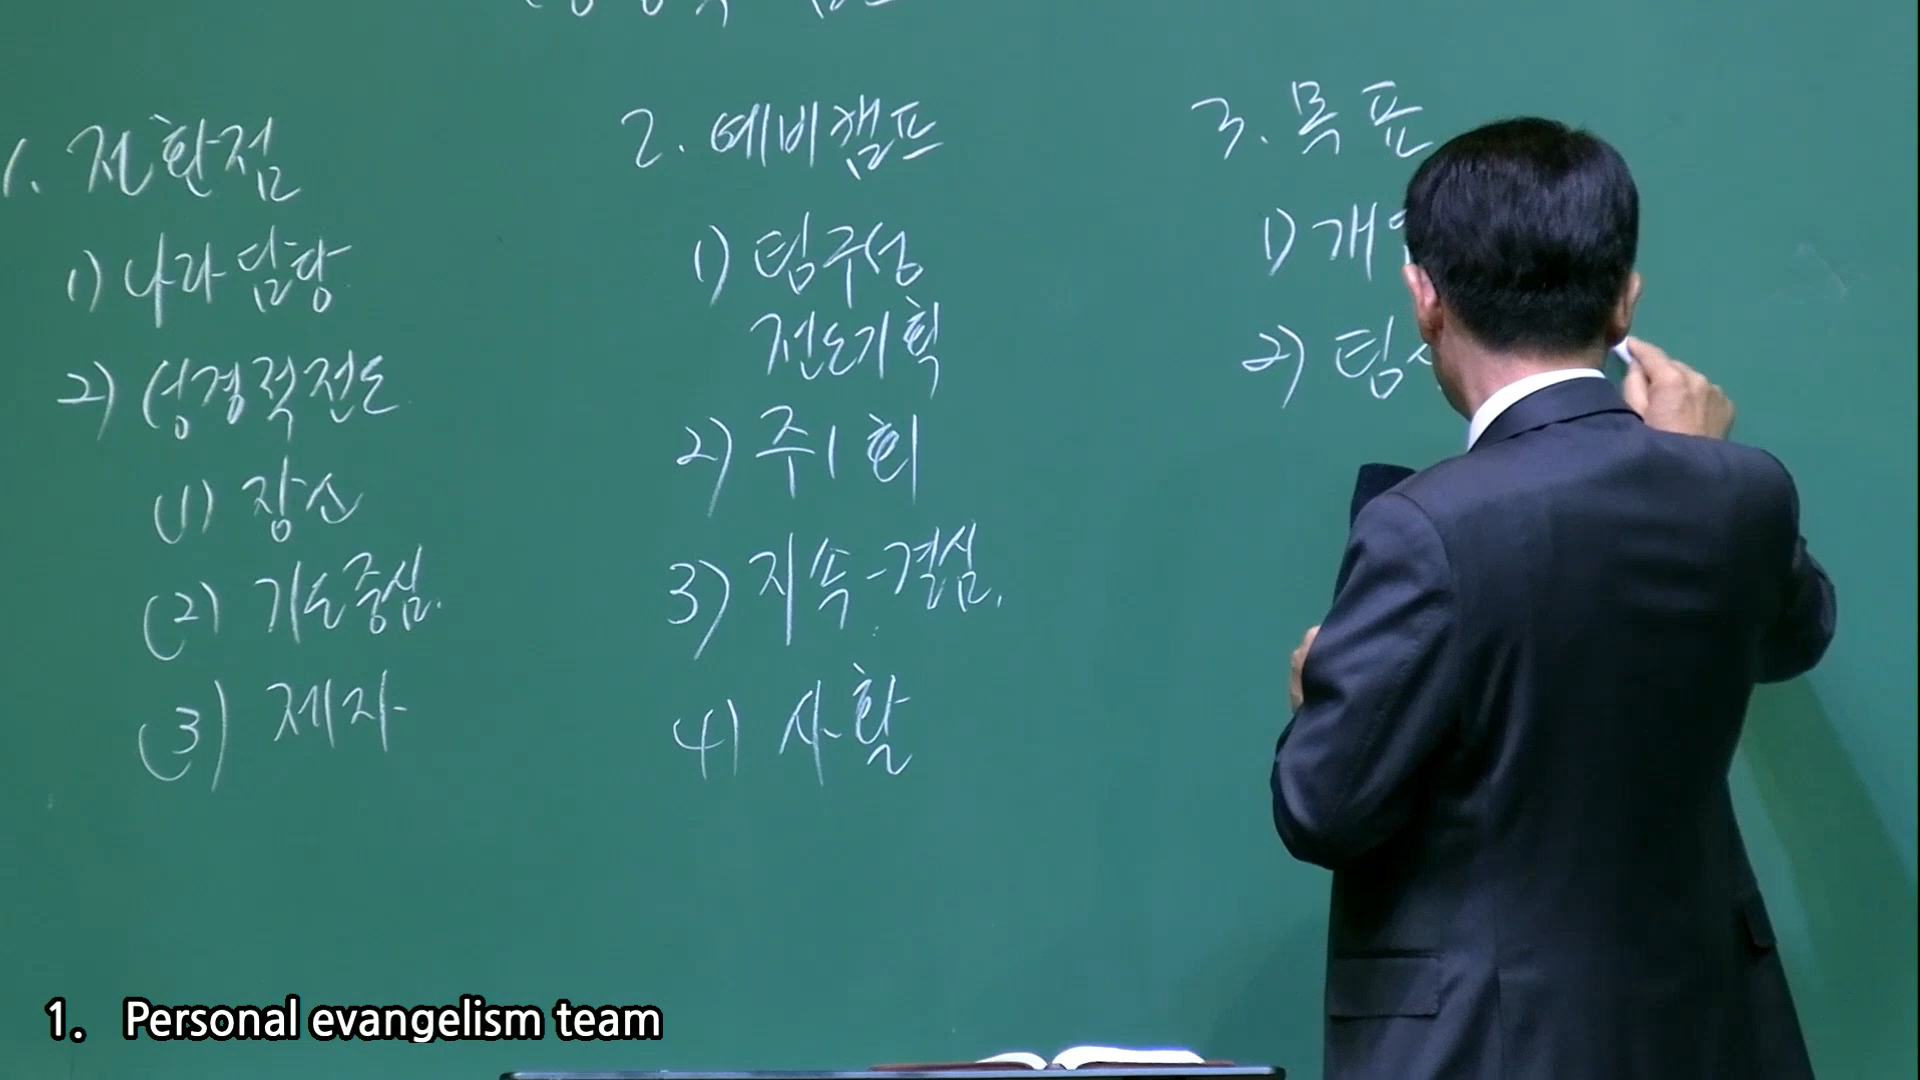 1. 전환점
1) 나라담당
2) 성경적전도
(1) 장소
(2) 기도중심.
(3) 제자
2. 예비캠프
1) 팀구성
전도기획
2) 주1회
3) 지속-결심.
4) 사활
3. 목표
1) 개
2) 팀
1. Personal evangelism team